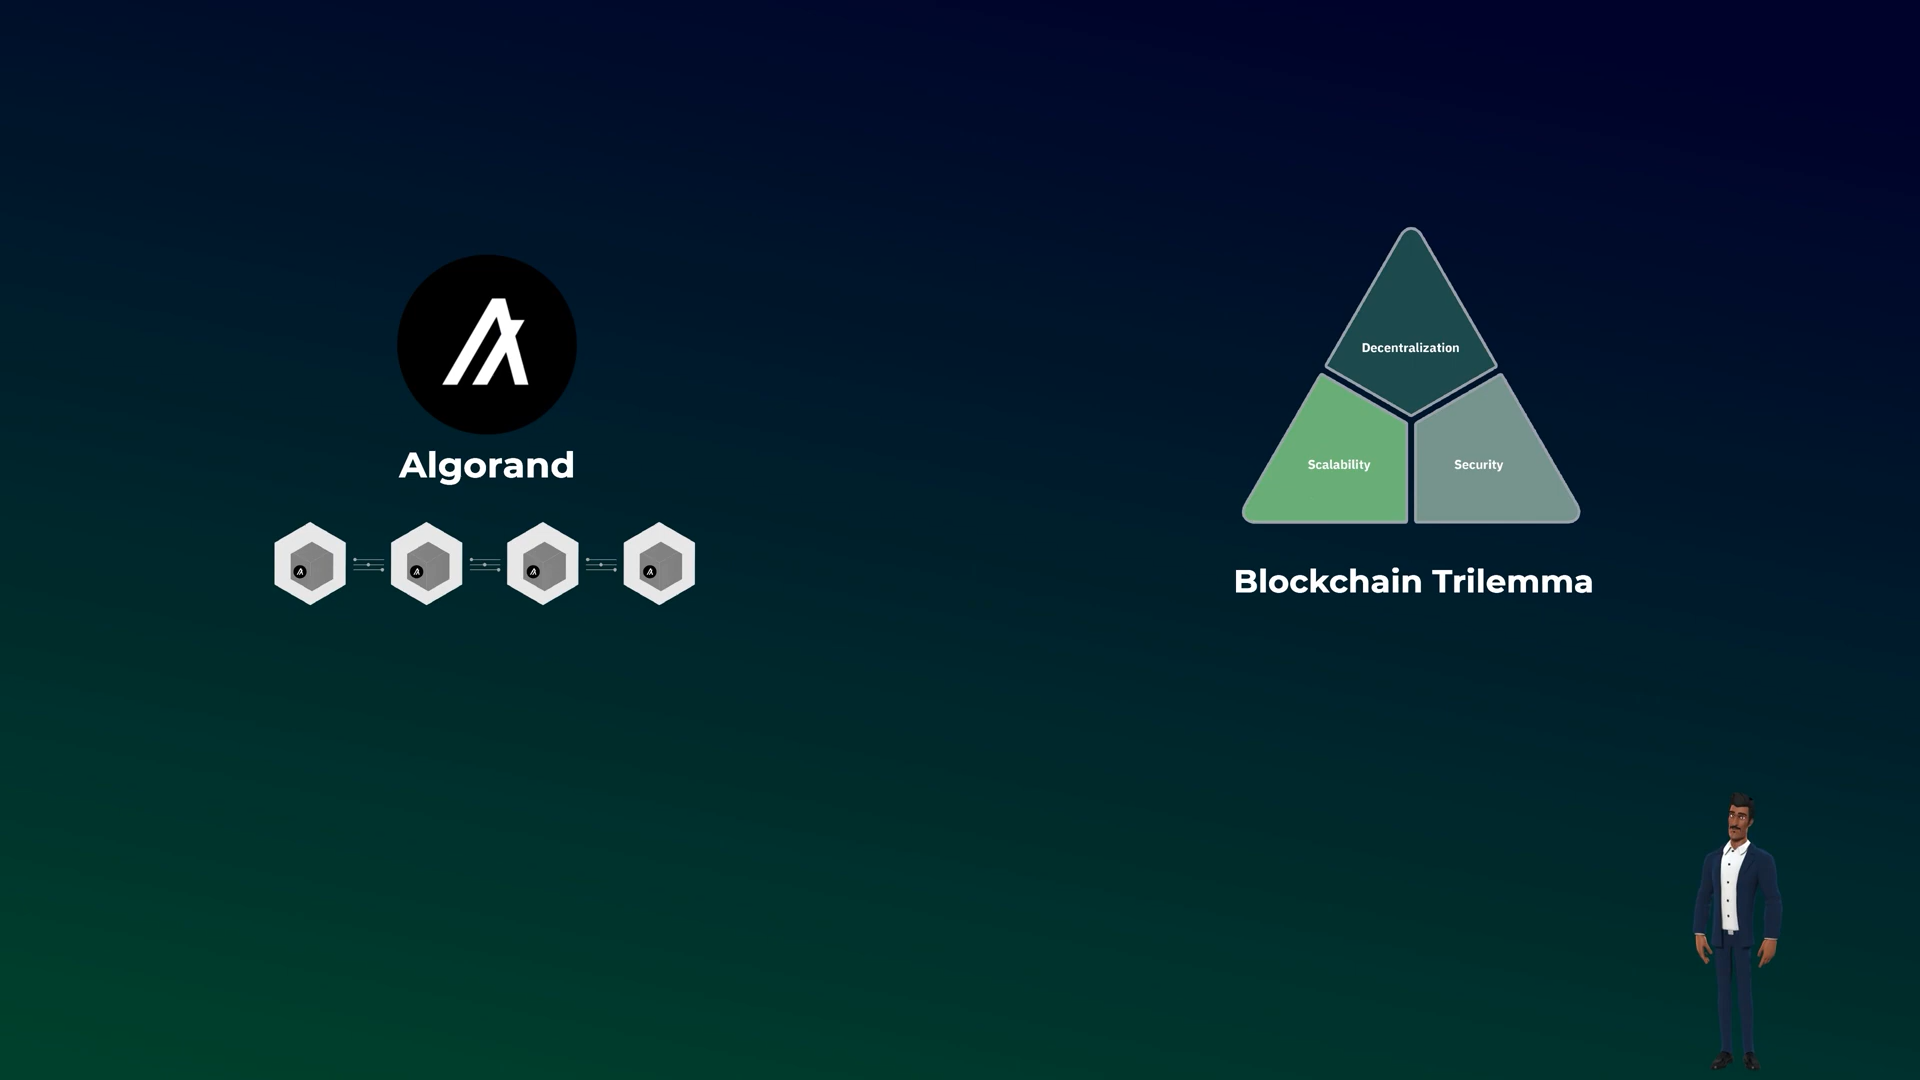 Algorand
Decentralization
Scalability
Security
Blockchain Trilemma